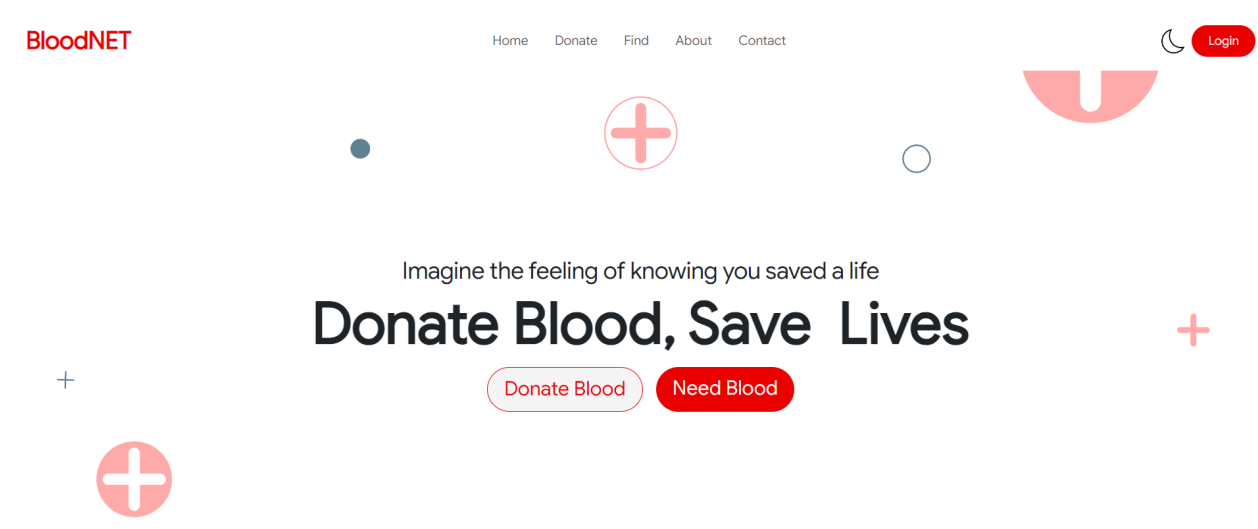 BloodNET
Home Donate Find About Contact
Login
Imagine the feeling of knowing you saved a life
Donate Blood, Save Lives
Donate Blood Need Blood